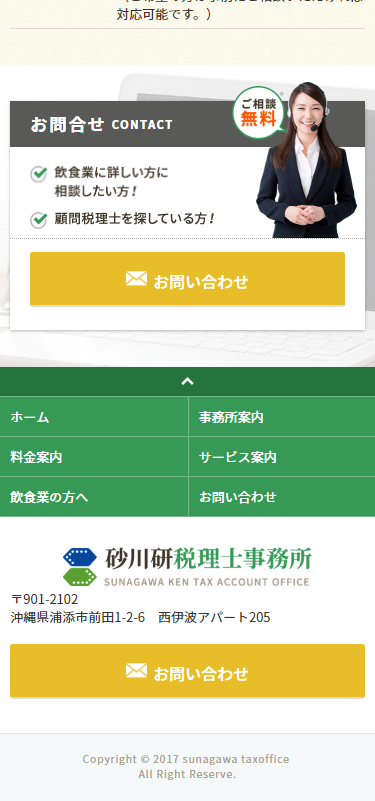 対応可能です。）
お問合せ CONTACT
ご相談
無料
飲食業に詳しい方に
相談したい方！
顧問税理士を探している方！
お問い合わせ
ホーム
事務所案内
料金案内
サービス案内
飲食業の方へ
お問い合わせ
砂川研税理士事務所
SUNAGAWA KEN TAX ACCOUNT OFFICE
〒901-2102
沖縄県浦添市前田1-2-6　西伊波アパート205
お問い合わせ
Copyright © 2017 sunagawa taxoffice
All Right Reserve.